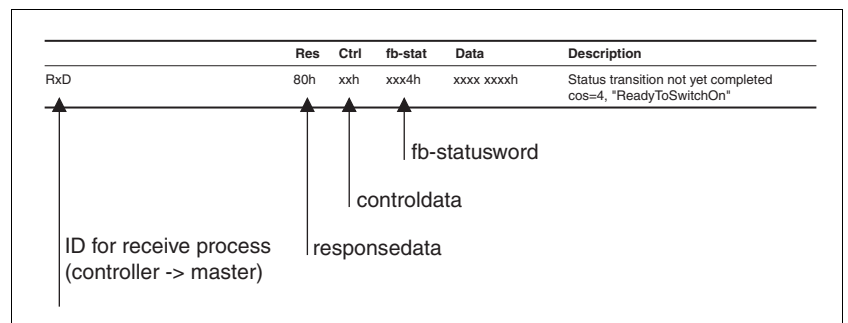 Res Ctrl fb-stat Data Description
RxD 80h xxh xxx4h xxxx xxxxh Status transition not yet completed
cos=4, "ReadyToSwitchOn"
fb-statusword
controldata
ID for receive process
(controller -> master)
responsedata